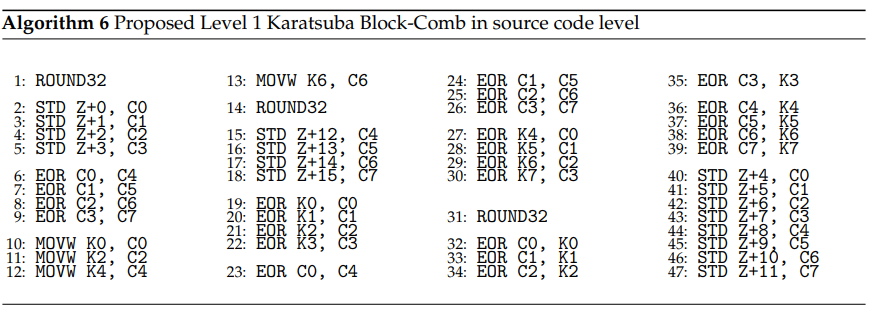 Algorithm 6 Proposed Level 1 Karatsuba Block-Comb in source code level
1: ROUND32
2: STD Z+0, C0
3: STD Z+1, C1
4: STD Z+2, C2
5: STD Z+3, C3
6: EOR C0, C4
7: EOR C1, C5
8: EOR C2, C6
9: EOR C3, C7
10: MOVW K0, C0
11: MOVW K2, C2
12: MOVW K4, C4
13: MOVW K6, C6
14: ROUND32
15: STD Z+12, C4
16: STD Z+13, C5
17: STD Z+14, C6
18: STD Z+15, C7
19: EOR K0, C0
20: EOR K1, C1
21: EOR K2, C2
22: EOR K3, C3
23: EOR C0, C4
24: EOR C1, C5
25: EOR C2, C6
26: EOR C3, C7
27: EOR K4, C0
28: EOR K5, C1
29: EOR K6, C2
30: EOR K7, C3
31: ROUND32
32: EOR C0, K0
33: EOR C1, K1
34: EOR C2, K2
35: EOR C3, K3
36: EOR C4, K4
37: EOR C5, K5
38: EOR C6, K6
39: EOR C7, K7
40: STD Z+4, C0
41: STD Z+5, C1
42: STD Z+6, C2
43: STD Z+7, C3
44: STD Z+8, C4
45: STD Z+9, C5
46: STD Z+10, C6
47: STD Z+11, C7